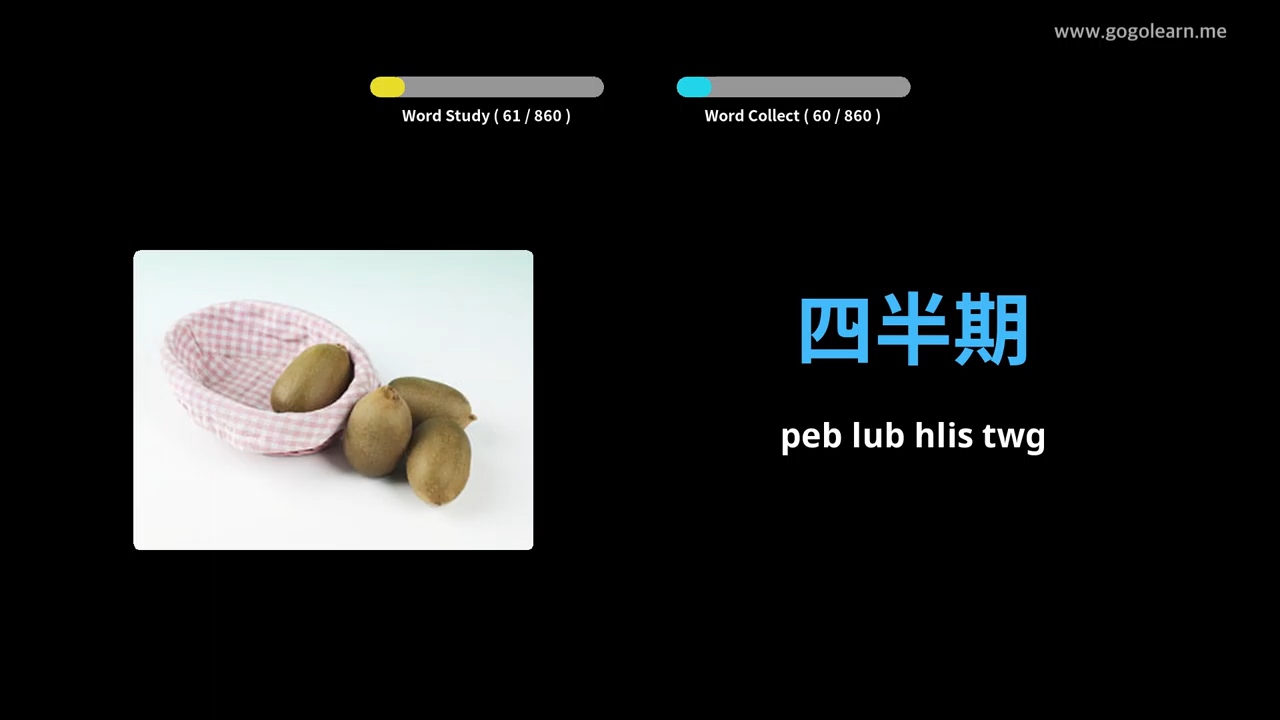 www.gogolearn.me
Word Study ( 61 / 860 )
Word Collect ( 60 / 860 )
四半期
peb lub hlis twg